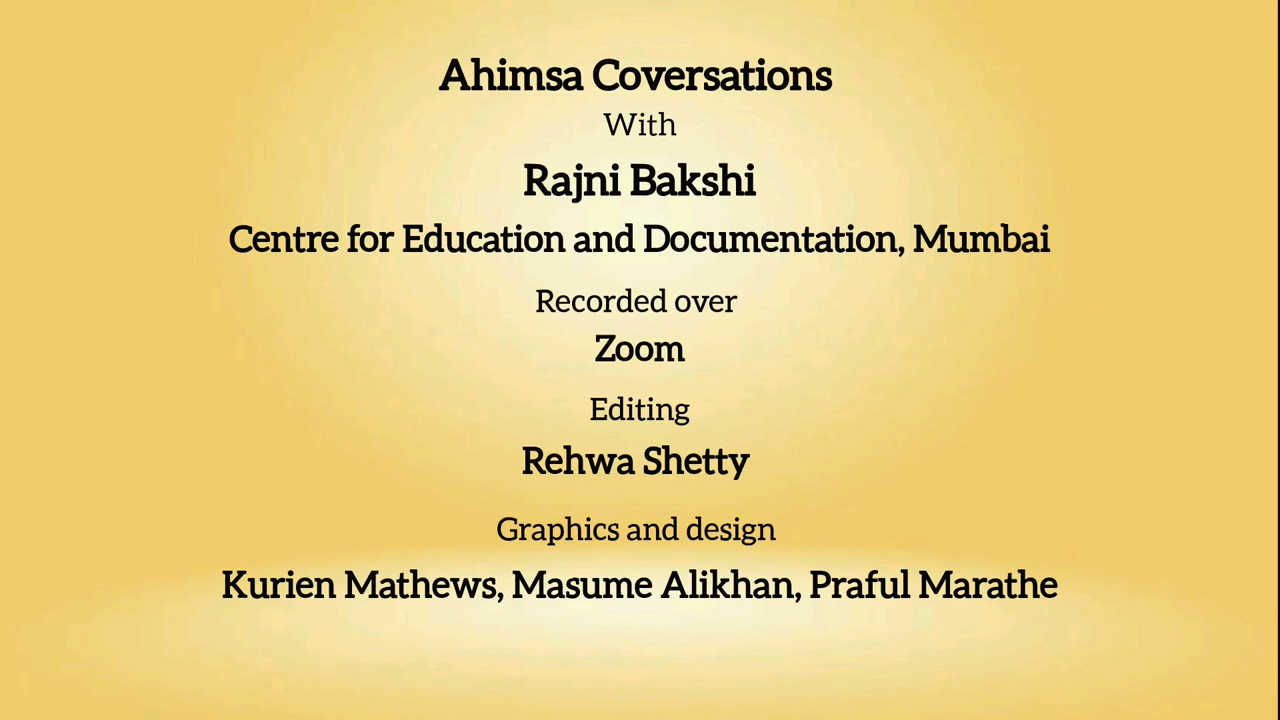 Ahimsa Coversations
With
Rajni Bakshi
Centre for Education and Documentation, Mumbai
Recorded over
Zoom
Editing
Rehwa Shetty
Graphics and design
Kurien Mathews, Masume Alikhan, Praful Marathe